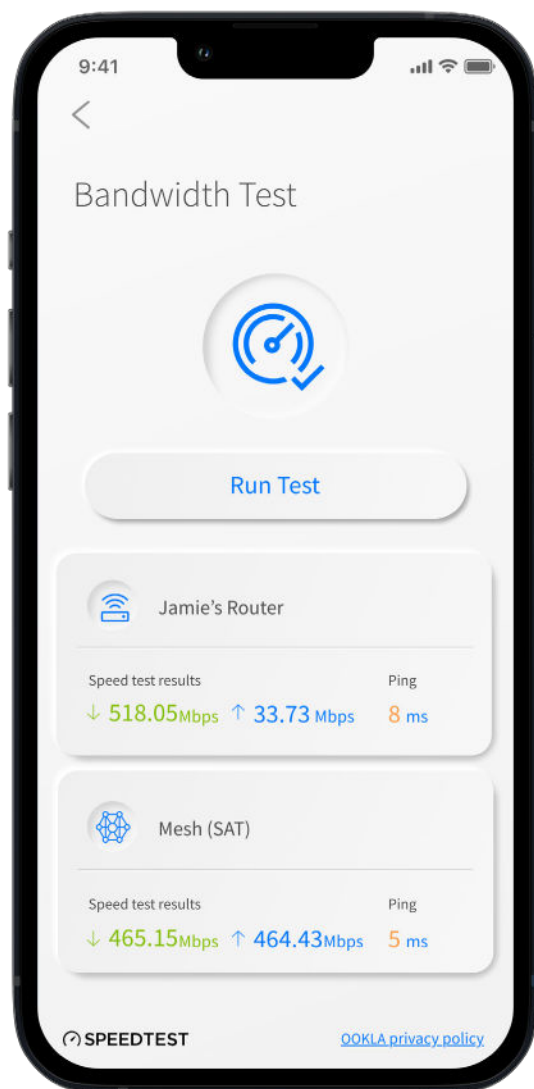 9:41
Bandwidth Test
Run Test
Jamie’s Router
Speed test results Ping
↓ 518.05Mbps ↑ 33.73 Mbps 8 ms
Mesh (SAT)
Speed test results Ping
↓ 465.15Mbps ↑ 464.43Mbps 5 ms
SPEEDTEST OOKLA privacy policy